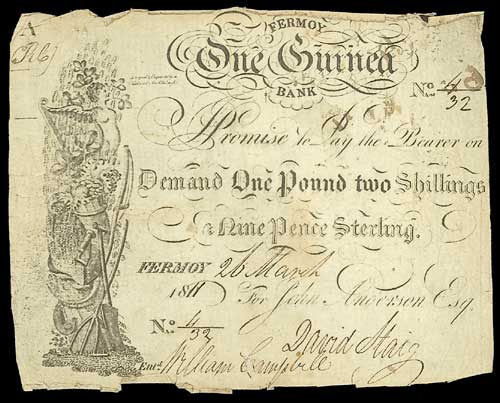 A
FERMOY
One Guinea
BANK
No. 4/32
I Promise to Pay the Bearer on
Demand One Pound two Shillings
& Nine Pence Sterling.
FERMOY 26 March
1811
For John Anderson Esq.
No. 4/32
David Haig
Entd. William Campbill